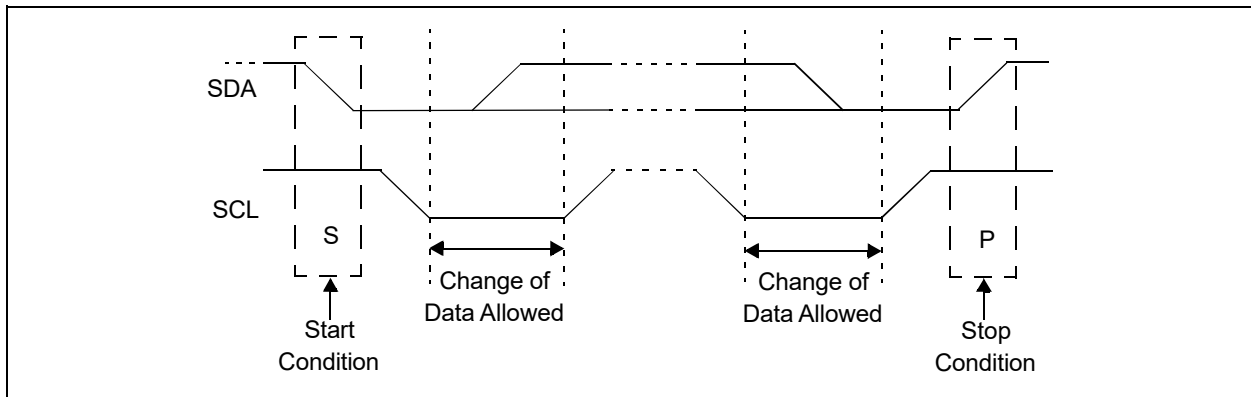 SDA
SCL
S
P
Change of
Data Allowed
Change of
Data Allowed
Start
Condition
Stop
Condition